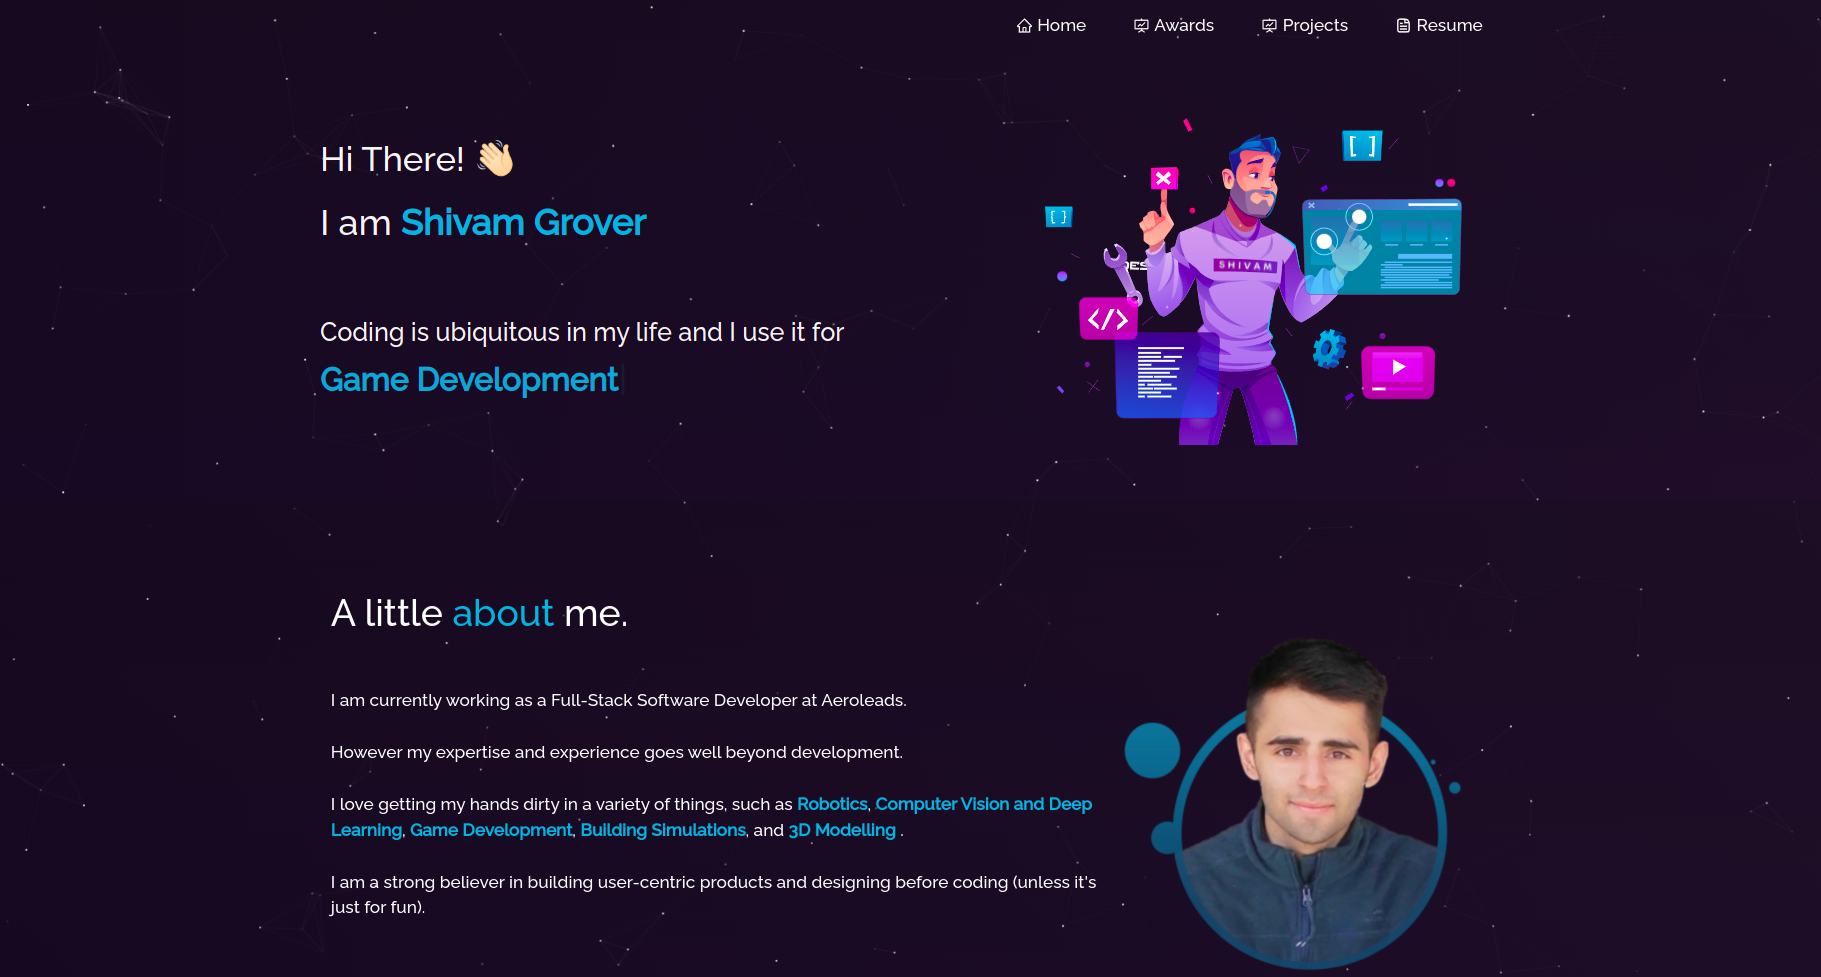 Home Awards Projects Resume
Hi There! 👋🏻
I am Shivam Grover
Coding is ubiquitous in my life and I use it for
Game Development
[ ]
[ }
SHIVAM
</>
A little about me.
I am currently working as a Full-Stack Software Developer at Aeroleads.
However my expertise and experience goes well beyond development.
I love getting my hands dirty in a variety of things, such as Robotics, Computer Vision and Deep
Learning, Game Development, Building Simulations, and 3D Modelling .
I am a strong believer in building user-centric products and designing before coding (unless it's
just for fun).